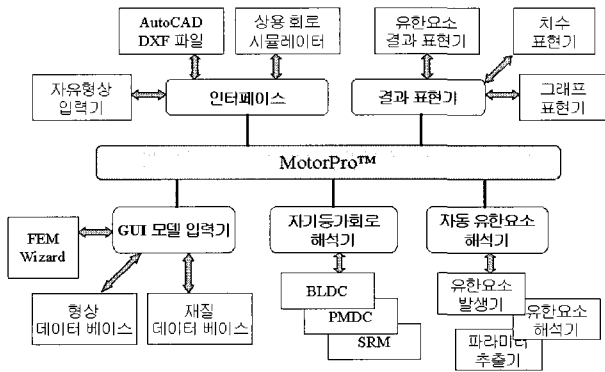 AutoCAD
DXF 파일
상용 회로
시뮬레이터
유한요소
결과 표현기
치수
표현기
자유형상
입력기
인터페이스
결과 표현기
그래프
표현기
MotorPro™
FEM
Wizard
GUI 모델 입력기
자기등가회로
해석기
자동 유한요소
해석기
형상
데이터 베이스
재질
데이터 베이스
BLDC
PMDC
SRM
유한요소
발생기
유한요소
해석기
파라미터
추출기